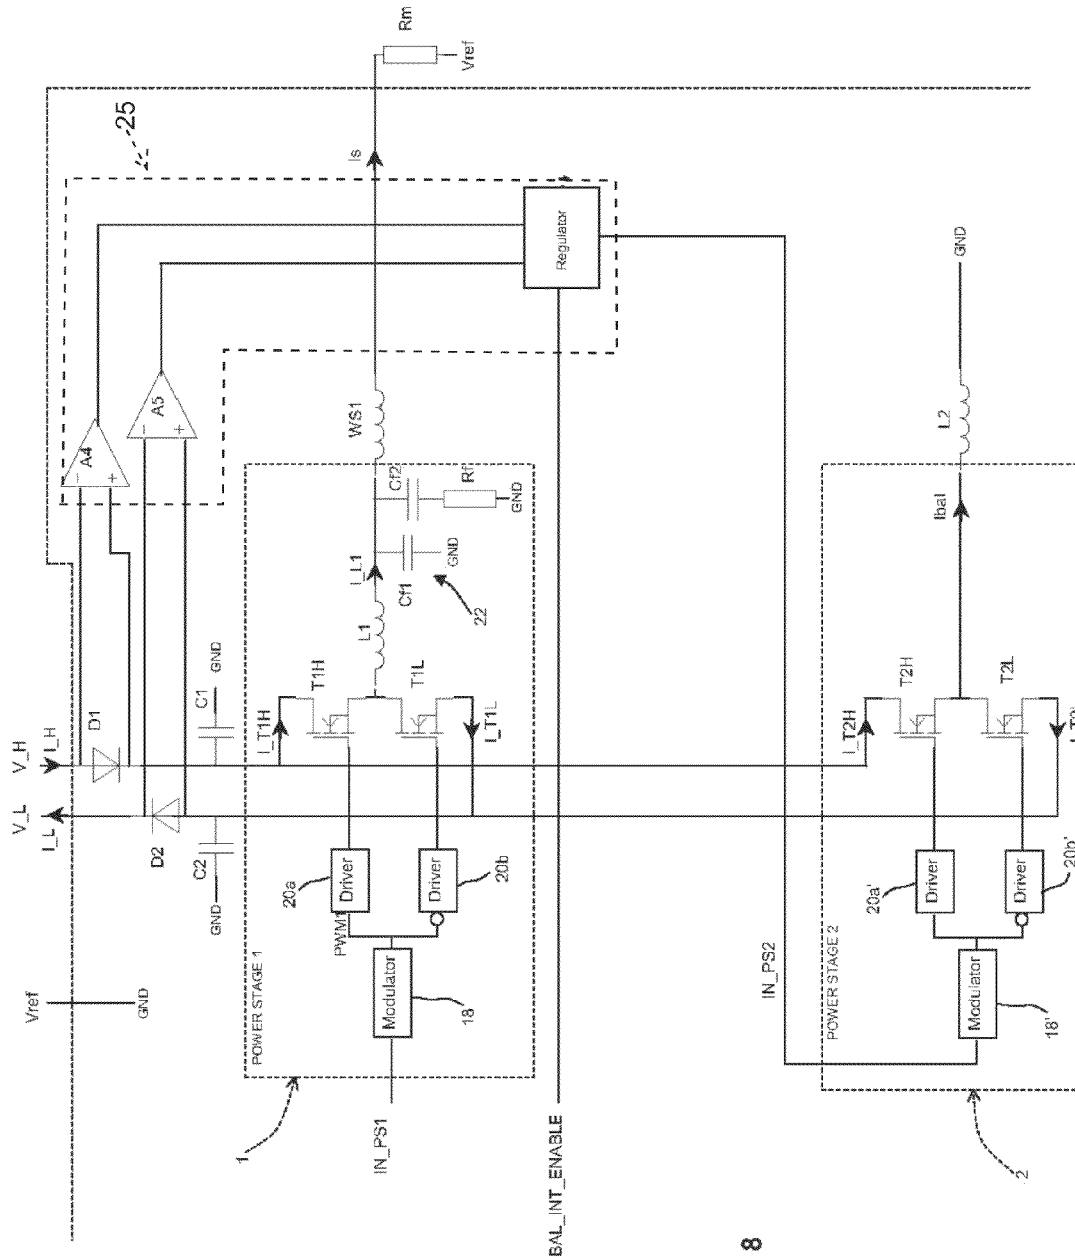 Rm
Vref
25
Is
Regulator
A4
A5
-
+
-
+
WS1
Cf2
Rf
GND
GND
Cf1
I_L1
22
L1
GND
L2
Ibal
D1
D2
V_H
I_H
V_L
I_L
C1
GND
C2
GND
Vref
GND
I_T1H
T1H
T1L
I_T1L
I_T2H
T2H
T2L
Driver
20a
Driver
20b
PWM1
Modulator
18
POWER STAGE 1
1
IN_PS1
BAL_INT_ENABLE
IN_PS2
POWER STAGE 2
Driver
20a'
Driver
20b'
Modulator
18'
2
8